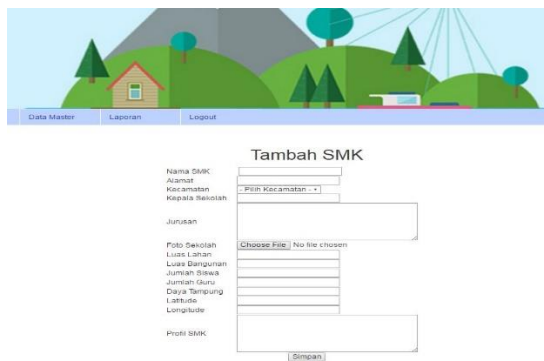 Data Master Laporan Logout
Tambah SMK
Nama SMK
Alamat
Kecamatan - Pilih Kecamatan -
Kepala Sekolah
Jurusan
Foto Sekolah Choose File No file chosen
Luas Lahan
Luas Bangunan
Jumlah Siswa
Jumlah Guru
Daya Tampung
Latitude
Longitude
Profil SMK
Simpan